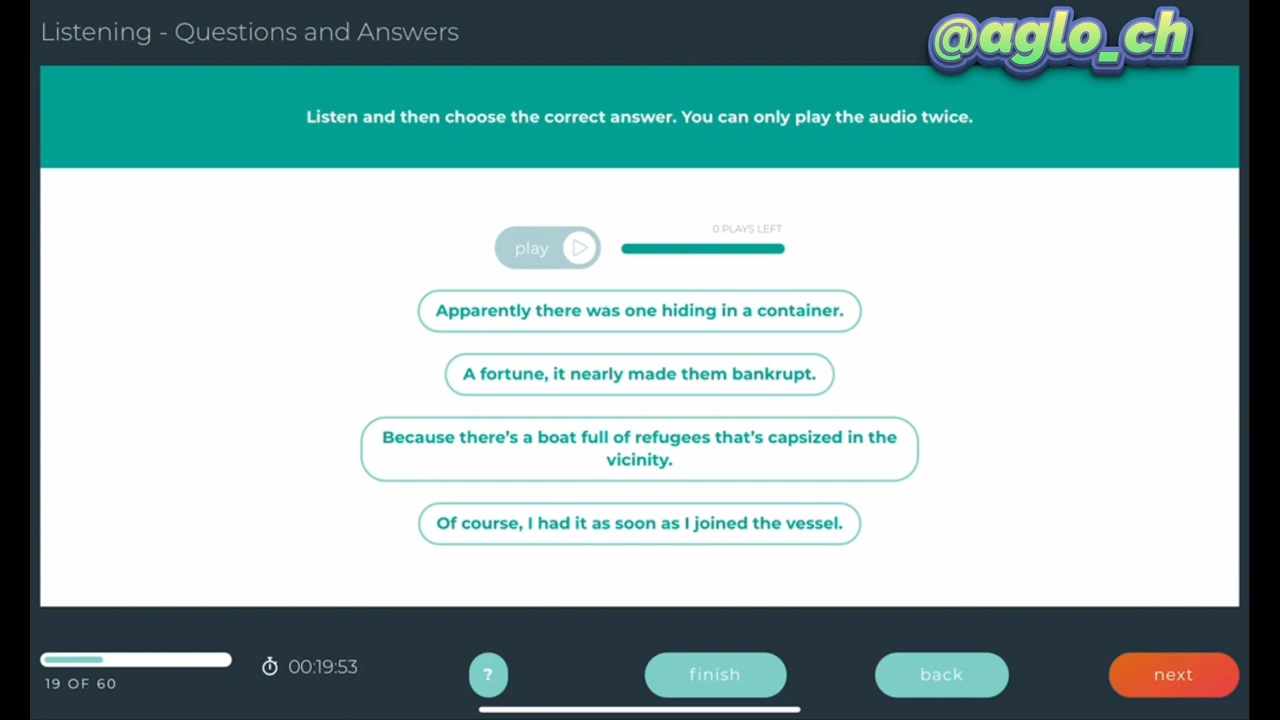 Listening - Questions and Answers
@aglo_ch
Listen and then choose the correct answer. You can only play the audio twice.
0 PLAYS LEFT
play
Apparently there was one hiding in a container.
A fortune, it nearly made them bankrupt.
Because there's a boat full of refugees that's capsized in the
vicinity.
Of course, I had it as soon as I joined the vessel.
00:19:53
19 OF 60
?
finish
back
next